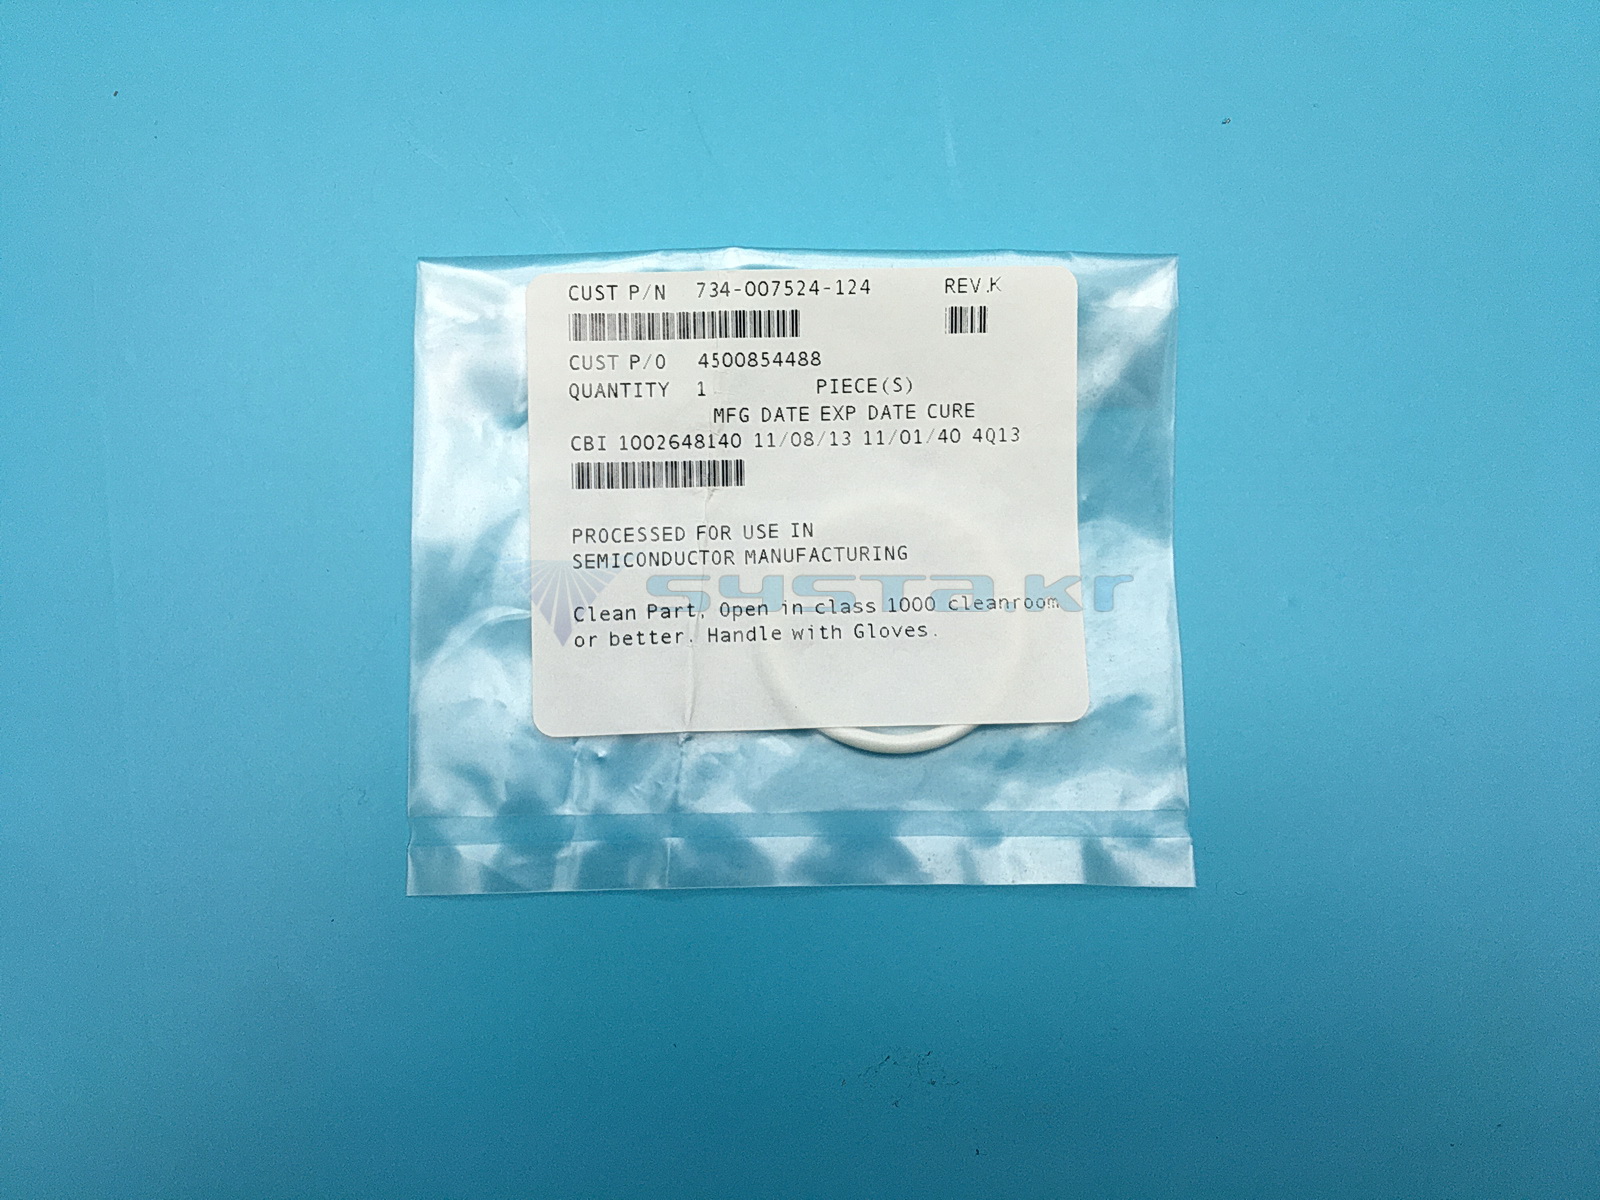 CUST P/N 734-007524-124 REV.K
CUST P/O 4500854488
QUANTITY 1 PIECE(S)
MFG DATE EXP DATE CURE
CBI 1002648140 11/08/13 11/01/40 4Q13
PROCESSED FOR USE IN
SEMICONDUCTOR MANUFACTURING
systa.kr
Clean Part, Open in class 1000 cleanroom
or better. Handle with Gloves.